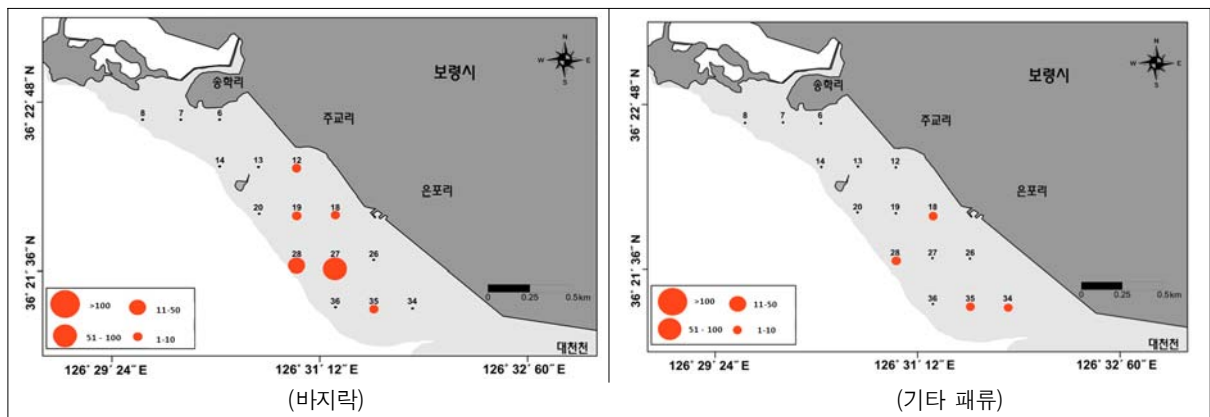 N
W E
S
보령시
송학리
주교리
은포리
대천천
36° 22' 48" N
36° 21' 36" N
8 7 6
14 13 12
20 19 18
28 27 26
36 35 34
0 0.25 0.5km
>100 11-50
51 - 100 1-10
126° 29' 24" E 126° 31' 12" E 126° 32' 60" E
(바지락)
N
W E
S
보령시
송학리
주교리
은포리
대천천
36° 22' 48" N
36° 21' 36" N
8 7 6
14 13 12
20 19 18
28 27 26
36 35 34
0 0.25 0.5km
>100 11-50
51 - 100 1-10
126° 29' 24" E 126° 31' 12" E 126° 32' 60" E
(기타 패류)